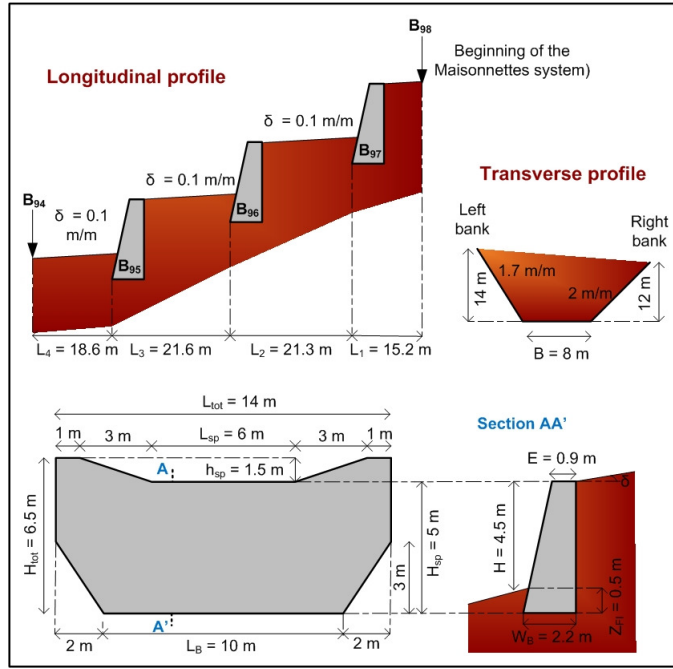 B98
Beginning of the
Maisonnettes system)
Longitudinal profile
δ = 0.1 m/m
B97
δ = 0.1 m/m
B96
B94
δ = 0.1
m/m
B95
L4 = 18.6 m
L3 = 21.6 m
L2 = 21.3 m
L1 = 15.2 m
Transverse profile
Left
bank
Right
bank
1.7 m/m
2 m/m
14 m
12 m
B = 8 m
Ltot = 14 m
1 m
3 m
Lsp = 6 m
3 m
1 m
A
hsp = 1.5 m
Htot = 6.5 m
Hsp = 5 m
3 m
A'
2 m
LB = 10 m
2 m
Section AA'
E = 0.9 m
δ
H = 4.5 m
ZFl = 0.5 m
WB = 2.2 m